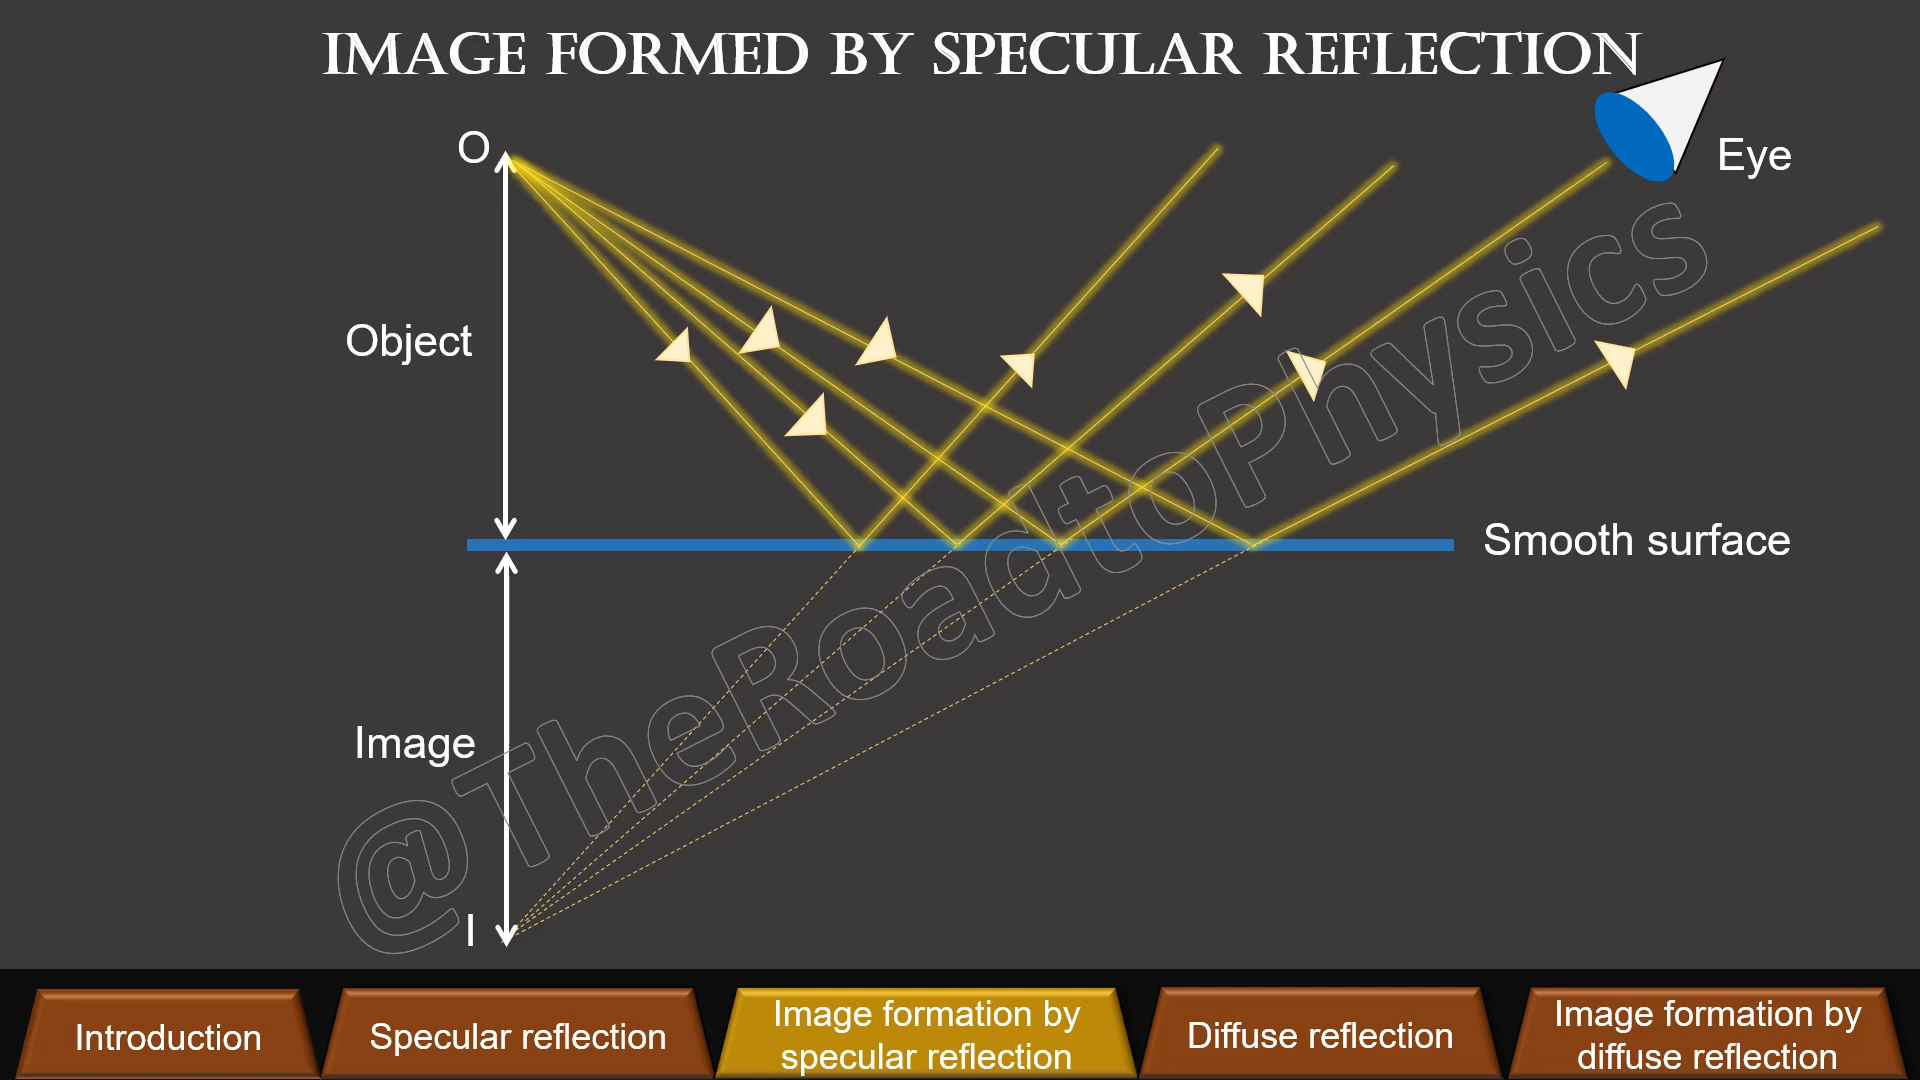 IMAGE FORMED BY SPECULAR REFLECTION
O
Eye
Object
Smooth surface
@TheRoadtoPhysics
Image
I
Introduction
Specular reflection
Image formation by
specular reflection
Diffuse reflection
Image formation by
diffuse reflection